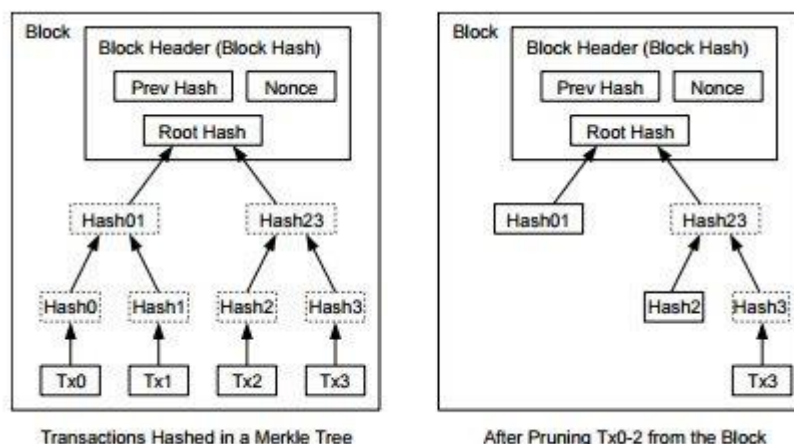 Block
Block Header (Block Hash)
Prev Hash
Nonce
Root Hash
Hash01
Hash23
Hash0
Hash1
Hash2
Hash3
Tx0
Tx1
Tx2
Tx3
Transactions Hashed in a Merkle Tree
Block
Block Header (Block Hash)
Prev Hash
Nonce
Root Hash
Hash01
Hash23
Hash2
Hash3
Tx3
After Pruning Tx0-2 from the Block